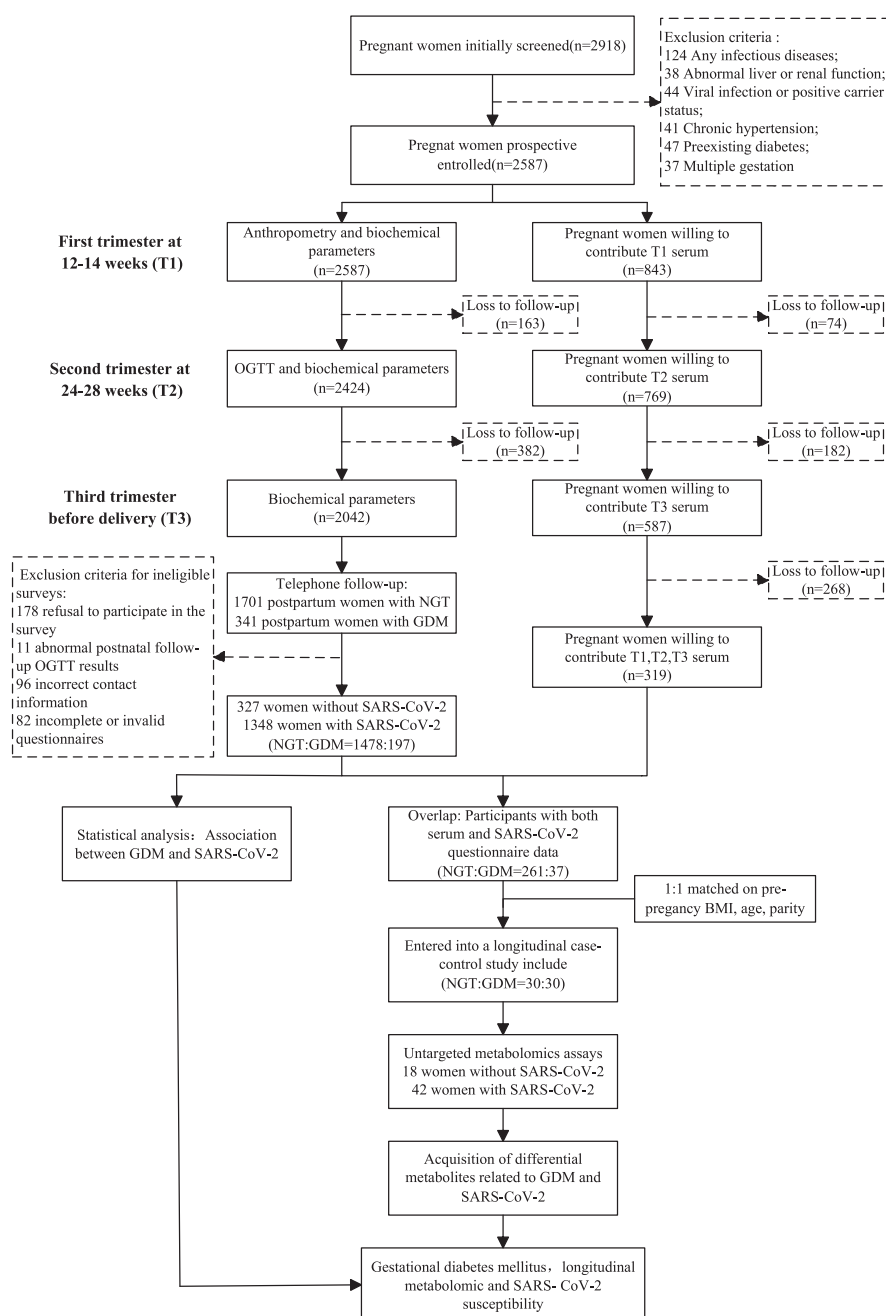 Pregnant women initially screened(n=2918)
Exclusion criteria :
124 Any infectious diseases;
38 Abnormal liver or renal function;
44 Viral infection or positive carrier
status;
41 Chronic hypertension;
47 Preexisting diabetes;
37 Multiple gestation
Pregnat women prospective
entrolled(n=2587)
First trimester at
12-14 weeks (T1)
Anthropometry and biochemical
parameters
(n=2587)
Pregnant women willing to
contribute T1 serum
(n=843)
Loss to follow-up
(n=163)
Loss to follow-up
(n=74)
Second trimester at
24-28 weeks (T2)
OGTT and biochemical parameters
(n=2424)
Pregnant women willing to
contribute T2 serum
(n=769)
Loss to follow-up
(n=382)
Loss to follow-up
(n=182)
Third trimester
before delivery (T3)
Biochemical parameters
(n=2042)
Pregnant women willing to
contribute T3 serum
(n=587)
Exclusion criteria for ineligible
surveys:
178 refusal to participate in the
survey
11 abnormal postnatal follow-
up OGTT results
96 incorrect contact
information
82 incomplete or invalid
questionnaires
Telephone follow-up:
1701 postpartum women with NGT
341 postpartum women with GDM
Loss to follow-up
(n=268)
Pregnant women willing to
contribute T1,T2,T3 serum
(n=319)
327 women without SARS-CoV-2
1348 women with SARS-CoV-2
(NGT:GDM=1478:197)
Statistical analysis：Association
between GDM and SARS-CoV-2
Overlap: Participants with both
serum and SARS-CoV-2
questionnaire data
(NGT:GDM=261:37)
1:1 matched on pre-
pregancy BMI, age, parity
Entered into a longitudinal case-
control study include
(NGT:GDM=30:30)
Untargeted metabolomics assays
18 women without SARS-CoV-2
42 women with SARS-CoV-2
Acquisition of differential
metabolites related to GDM and
SARS-CoV-2
Gestational diabetes mellitus，longitudinal
metabolomic and SARS- CoV-2
susceptibility